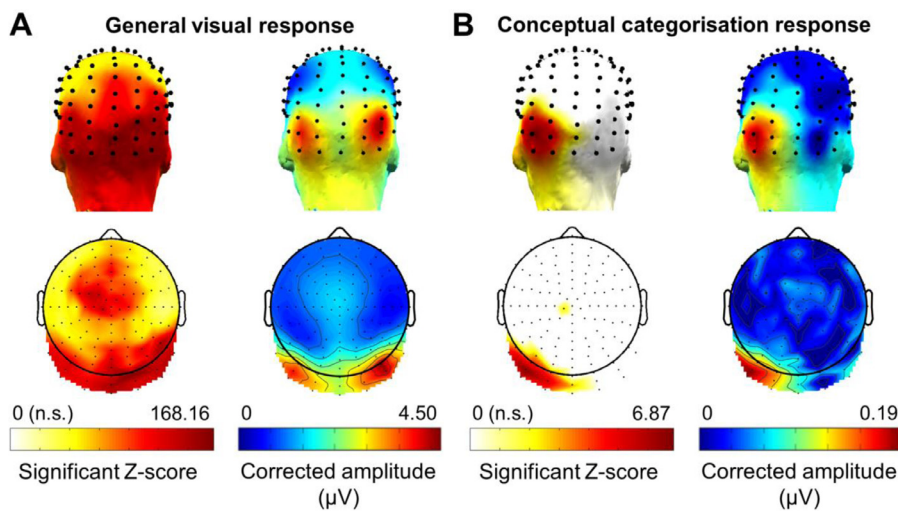 A General visual response
B Conceptual categorisation response
0 (n.s.) 168.16
Significant Z-score
0 4.50
Corrected amplitude
(µV)
0 (n.s.) 6.87
Significant Z-score
0 0.19
Corrected amplitude
(µV)